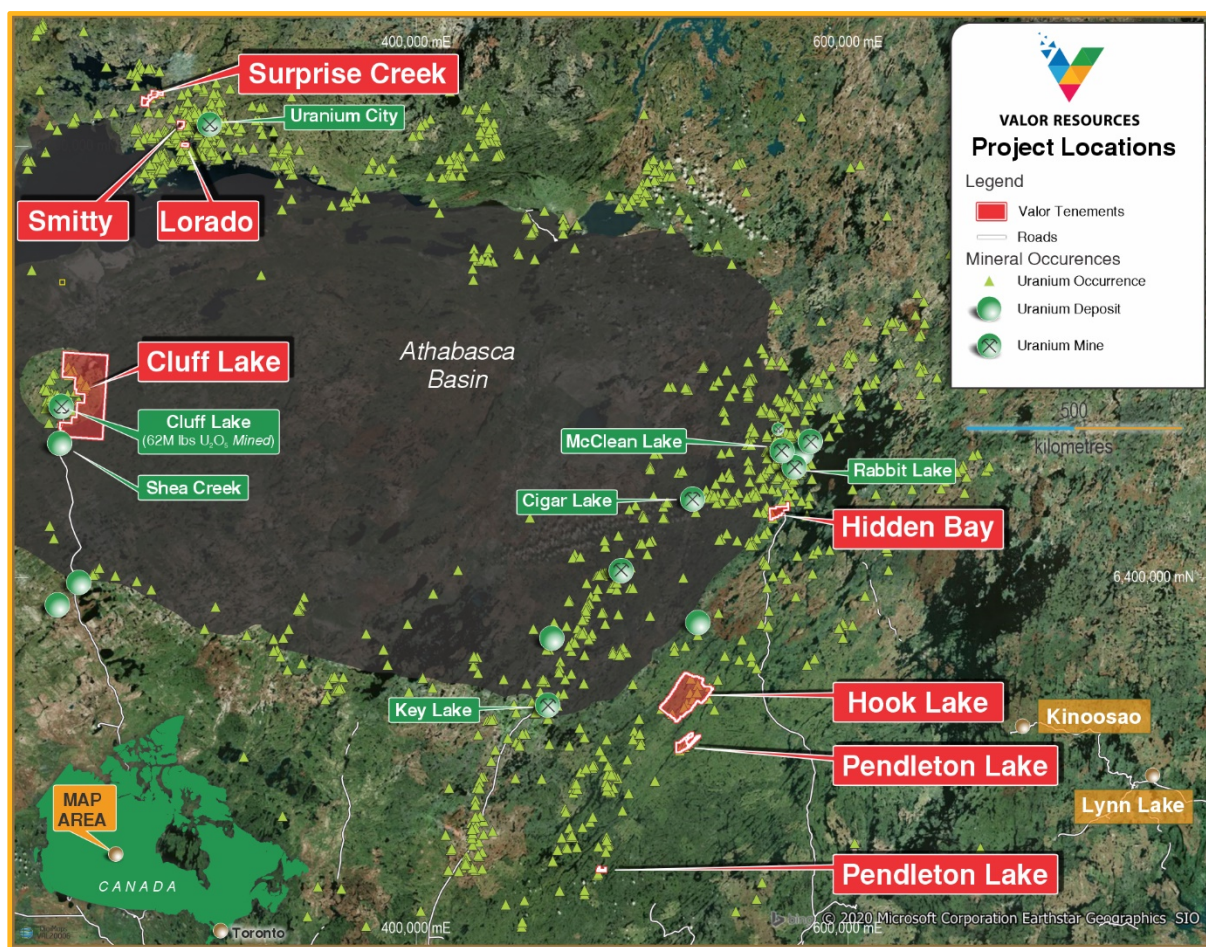 400,000 mE
600,000 mE
VALOR RESOURCES
Project Locations
Legend
Valor Tenements
Roads
Mineral Occurences
Uranium Occurrence
Uranium Deposit
Uranium Mine
500
kilometres
Surprise Creek
Uranium City
Smitty
Lorado
Athabasca
Basin
Cluff Lake
Cluff Lake
(62M lbs U₃O₈ Mined)
Shea Creek
McClean Lake
Rabbit Lake
Cigar Lake
Hidden Bay
6,400,000 mN
Key Lake
Hook Lake
Kinoosao
Pendleton Lake
Lynn Lake
Pendleton Lake
MAP
AREA
CANADA
Toronto
400,000 mE
600,000 mE
© 2020 Microsoft Corporation Earthstar Geographics SIO